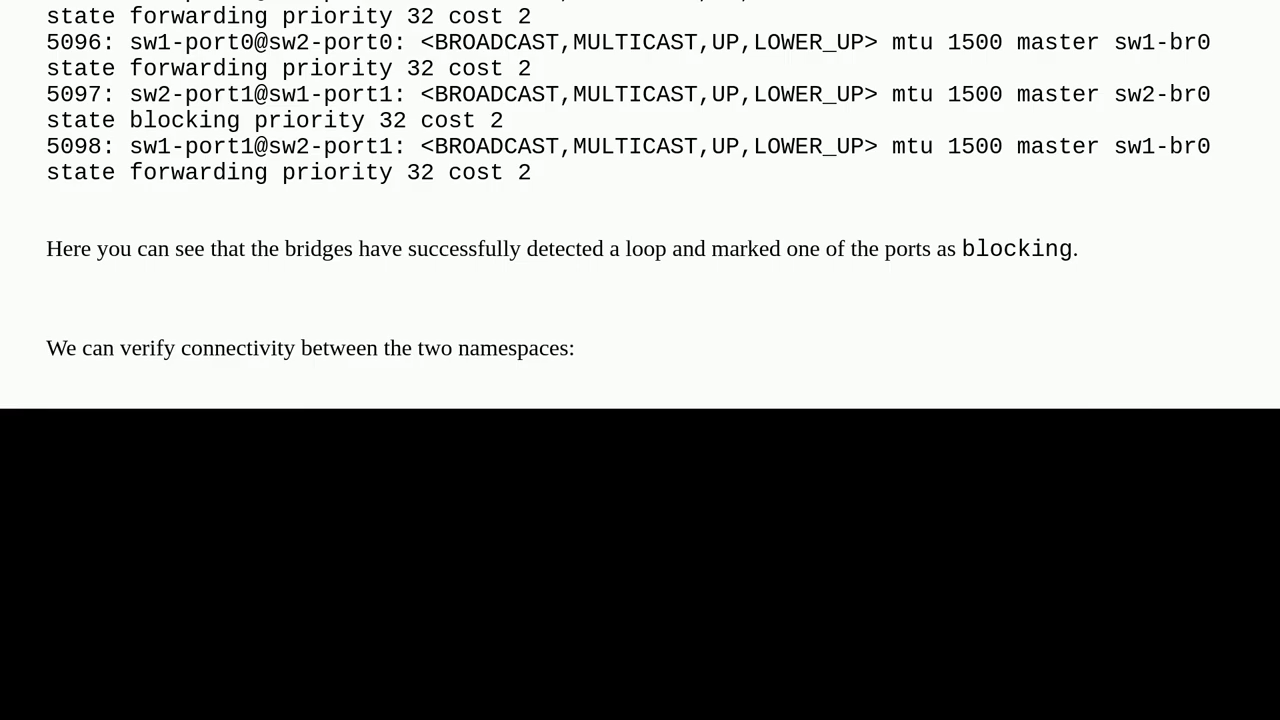 state forwarding priority 32 cost 2
5096: sw1-port0@sw2-port0: <BROADCAST,MULTICAST,UP,LOWER_UP> mtu 1500 master sw1-br0
state forwarding priority 32 cost 2
5097: sw2-port1@sw1-port1: <BROADCAST,MULTICAST,UP,LOWER_UP> mtu 1500 master sw2-br0
state blocking priority 32 cost 2
5098: sw1-port1@sw2-port1: <BROADCAST,MULTICAST,UP,LOWER_UP> mtu 1500 master sw1-br0
state forwarding priority 32 cost 2
Here you can see that the bridges have successfully detected a loop and marked one of the ports as blocking.
We can verify connectivity between the two namespaces: